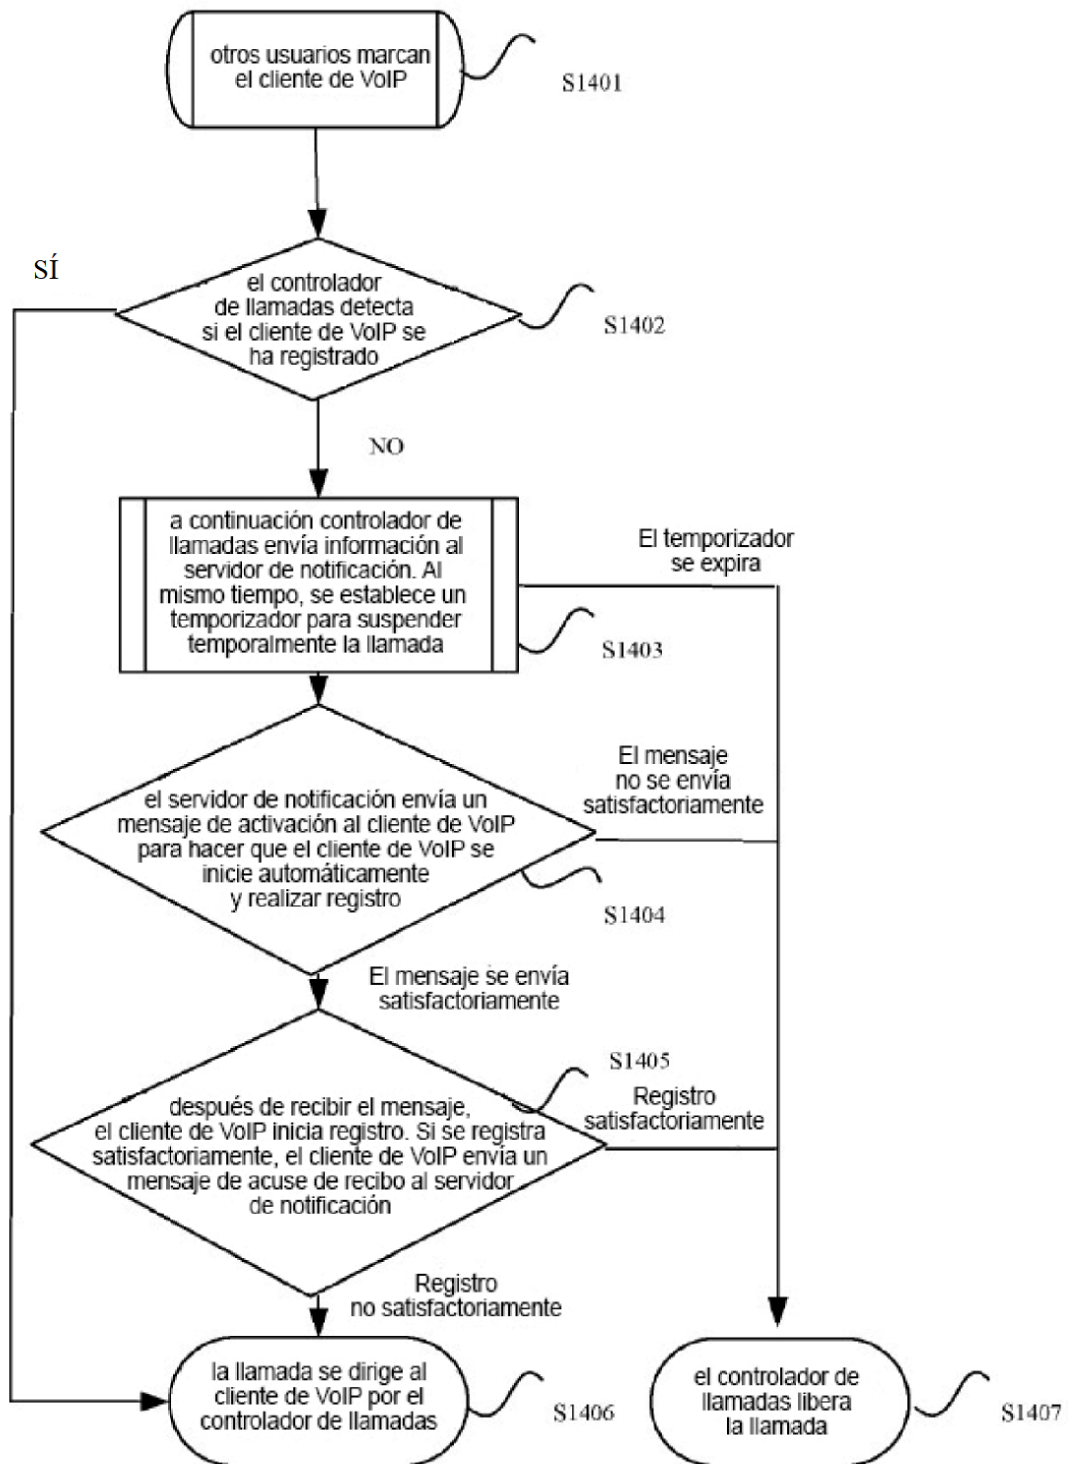 otros usuarios marcan
el cliente de VoIP
S1401
SÍ
el controlador
de llamadas detecta
si el cliente de VoIP se
ha registrado
S1402
NO
a continuación controlador de
llamadas envía información al
servidor de notificación. Al
mismo tiempo, se establece un
temporizador para suspender
temporalmente la llamada
El temporizador
se expira
S1403
El mensaje
no se envía
satisfactoriamente
el servidor de notificación envía un
mensaje de activación al cliente de VoIP
para hacer que el cliente de VoIP se
inicie automáticamente
y realizar registro
S1404
El mensaje se envía
satisfactoriamente
S1405
Registro
satisfactoriamente
después de recibir el mensaje,
el cliente de VoIP inicia registro. Si se registra
satisfactoriamente, el cliente de VoIP envía un
mensaje de acuse de recibo al servidor
de notificación
Registro
no satisfactoriamente
la llamada se dirige al
cliente de VoIP por el
controlador de llamadas
S1406
el controlador de
llamadas libera
la llamada
S1407